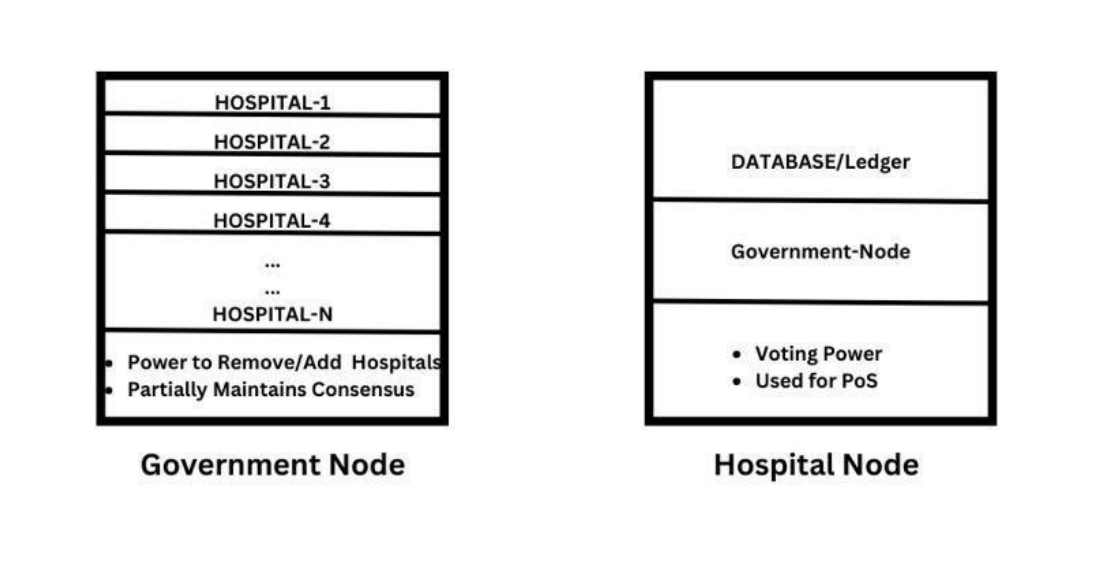 HOSPITAL-1
HOSPITAL-2
HOSPITAL-3
HOSPITAL-4
...
...
HOSPITAL-N
• Power to Remove/Add Hospitals
• Partially Maintains Consensus
Government Node
DATABASE/Ledger
Government-Node
• Voting Power
• Used for PoS
Hospital Node